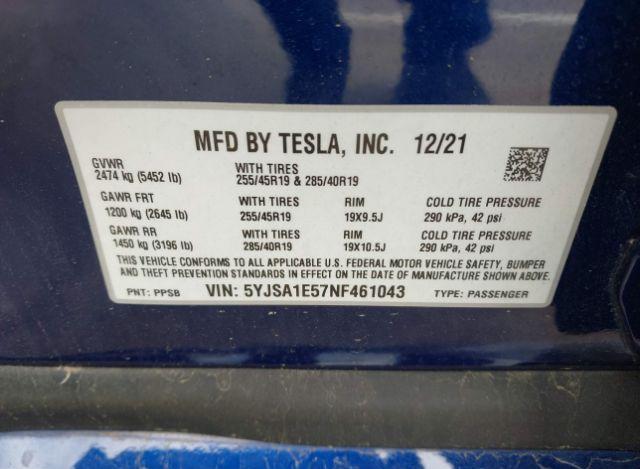 MFD BY TESLA, INC. 12/21
GVWR
2474 kg (5452 lb)
WITH TIRES
255/45R19 & 285/40R19
GAWR FRT
1200 kg (2645 lb)
WITH TIRES
255/45R19
RIM
19X9.5J
COLD TIRE PRESSURE
290 kPa, 42 psi
GAWR RR
1450 kg (3196 lb)
WITH TIRES
285/40R19
RIM
19X10.5J
COLD TIRE PRESSURE
290 kPa, 42 psi
THIS VEHICLE CONFORMS TO ALL APPLICABLE U.S. FEDERAL MOTOR VEHICLE SAFETY, BUMPER
AND THEFT PREVENTION STANDARDS IN EFFECT ON THE DATE OF MANUFACTURE SHOWN ABOVE.
PNT: PPSB VIN: 5YJSA1E57NF461043 TYPE: PASSENGER